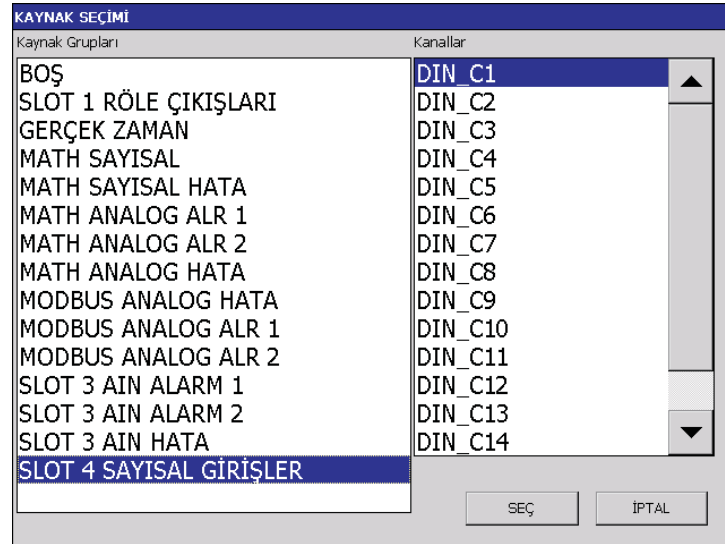 KAYNAK SEÇİMİ
Kaynak Grupları
BOŞ
SLOT 1 RÖLE ÇIKIŞLARI
GERÇEK ZAMAN
MATH SAYISAL
MATH SAYISAL HATA
MATH ANALOG ALR 1
MATH ANALOG ALR 2
MATH ANALOG HATA
MODBUS ANALOG HATA
MODBUS ANALOG ALR 1
MODBUS ANALOG ALR 2
SLOT 3 AIN ALARM 1
SLOT 3 AIN ALARM 2
SLOT 3 AIN HATA
SLOT 4 SAYISAL GİRİŞLER
Kanallar
DIN_C1
DIN_C2
DIN_C3
DIN_C4
DIN_C5
DIN_C6
DIN_C7
DIN_C8
DIN_C9
DIN_C10
DIN_C11
DIN_C12
DIN_C13
DIN_C14
SEÇ
İPTAL